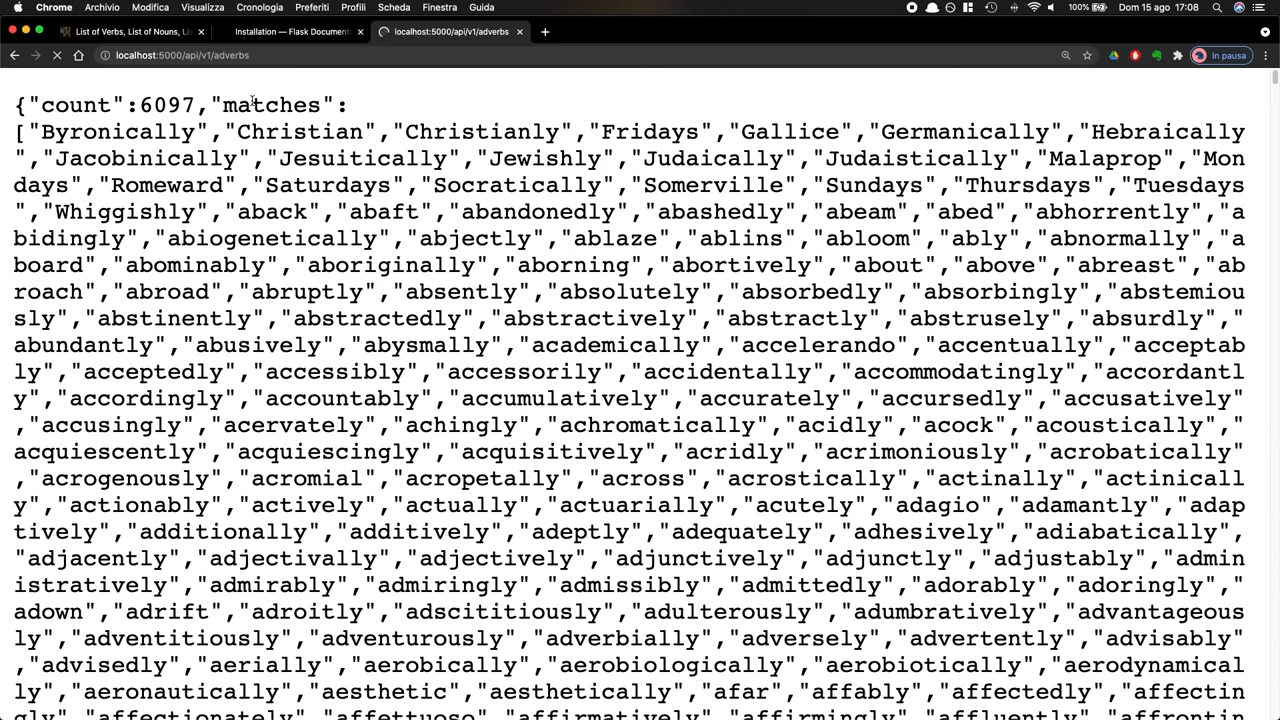 Chrome Archivio Modifica Visualizza Cronologia Preferiti Profili Scheda Finestra Guida 100% Dom 15 ago 17:08
List of Verbs, List of Nouns, Lis Installation — Flask Document localhost:5000/api/v1/adverbs
localhost:5000/api/v1/adverbs In pausa
{"count":6097,"matches":
["Byronically","Christian","Christianly","Fridays","Gallice","Germanically","Hebraically
","Jacobinically","Jesuitically","Jewishly","Judaically","Judaistically","Malaprop","Mon
days","Romeward","Saturdays","Socratically","Somerville","Sundays","Thursdays","Tuesdays
","Whiggishly","aback","abaft","abandonedly","abashedly","abeam","abed","abhorrently","a
bidingly","abiogenetically","abjectly","ablaze","ablins","abloom","ably","abnormally","a
board","abominably","aboriginally","aborning","abortively","about","above","abreast","ab
roach","abroad","abruptly","absently","absolutely","absorbedly","absorbingly","abstemiou
sly","abstinently","abstractedly","abstractively","abstractly","abstrusely","absurdly","
abundantly","abusively","abysmally","academically","accelerando","accentually","acceptab
ly","acceptedly","accessibly","accessorily","accidentally","accommodatingly","accordantl
y","accordingly","accountably","accumulatively","accurately","accursedly","accusatively"
,"accusingly","acervately","achingly","achromatically","acidly","acock","acoustically","
acquiescently","acquiescingly","acquisitively","acridly","acrimoniously","acrobatically"
,"acrogenously","acromial","acropetally","across","acrostically","actinally","actinicall
y","actionably","actively","actually","actuarially","acutely","adagio","adamantly","adap
tively","additionally","additively","adeptly","adequately","adhesively","adiabatically",
"adjacently","adjectivally","adjectively","adjunctively","adjunctly","adjustably","admin
istratively","admirably","admiringly","admissibly","admittedly","adorably","adoringly","
adown","adrift","adroitly","adscititiously","adulterously","adumbratively","advantageous
ly","adventitiously","adventurously","adverbially","adversely","advertently","advisably"
,"advisedly","aerially","aerobically","aerobiologically","aerobiotically","aerodynamical
ly","aeronautically","aesthetic","aesthetically","afar","affably","affectedly","affectin
gly","affectionately","affettuoso","affirmatively","affirmingly","affluently","affrontin